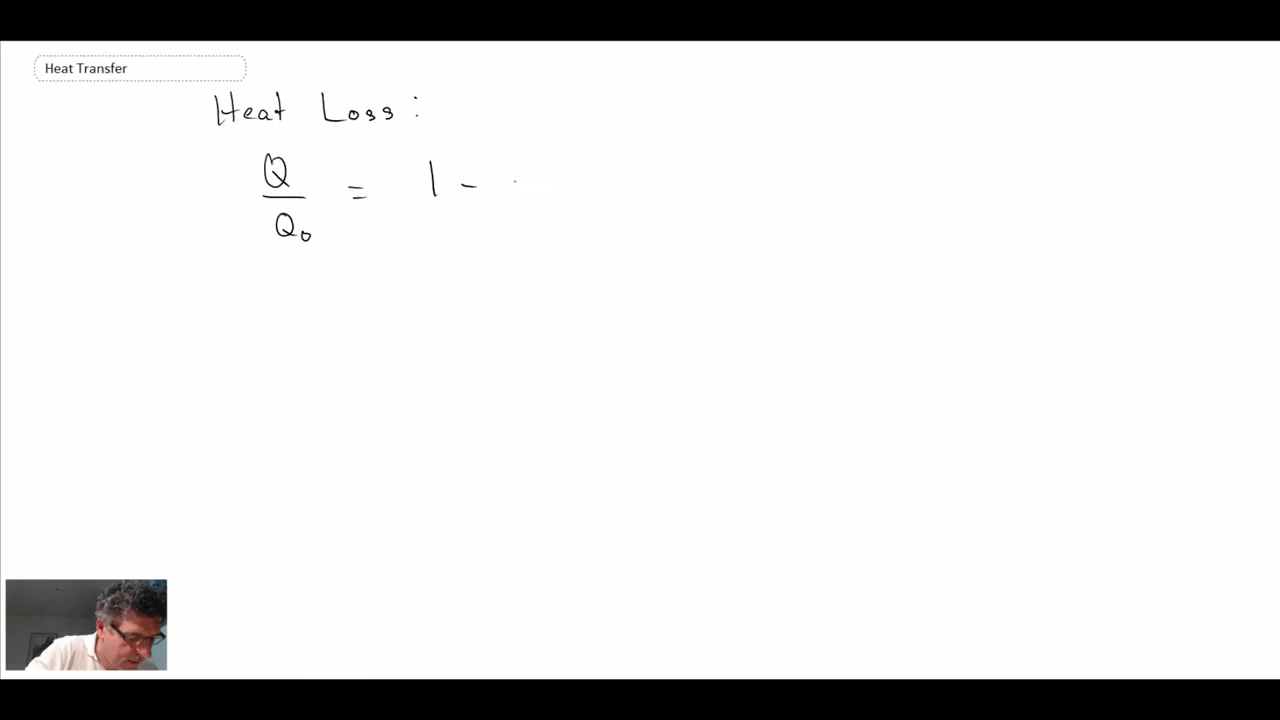 Heat Transfer
Heat Loss:
Q/Q₀ = 1 -